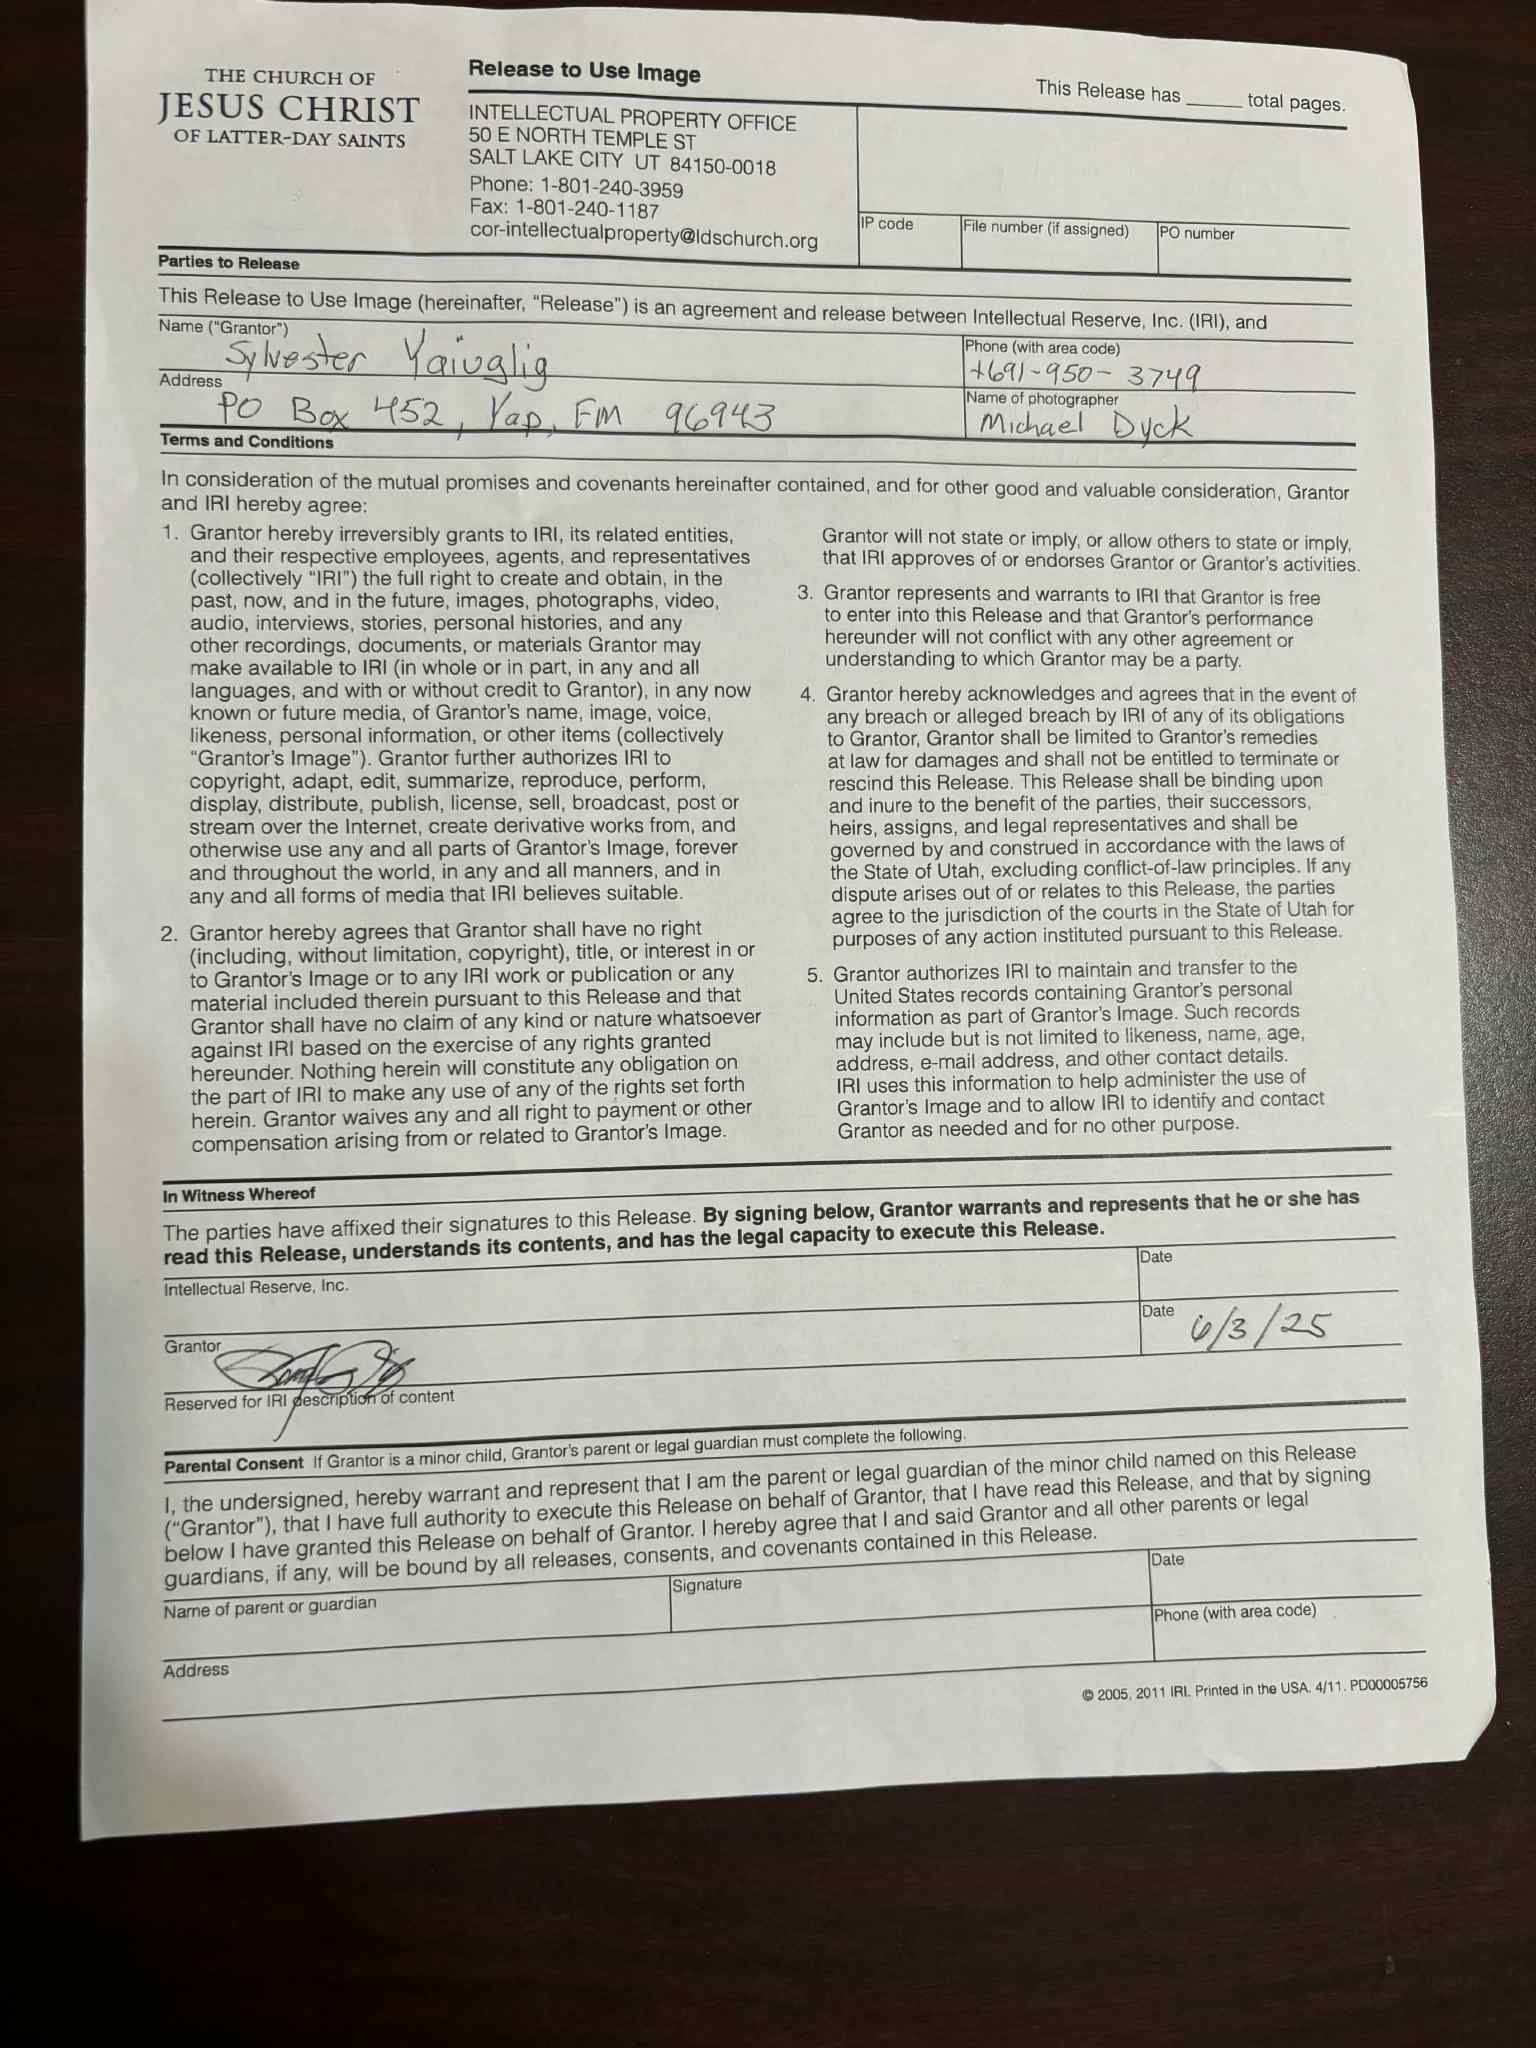 THE CHURCH OF
JESUS CHRIST
OF LATTER-DAY SAINTS
Release to Use Image
This Release has _____ total pages.
INTELLECTUAL PROPERTY OFFICE
50 E NORTH TEMPLE ST
SALT LAKE CITY UT 84150-0018
Phone: 1-801-240-3959
Fax: 1-801-240-1187
cor-intellectualproperty@ldschurch.org
IP code
File number (if assigned)
PO number
Parties to Release
This Release to Use Image (hereinafter, “Release”) is an agreement and release between Intellectual Reserve, Inc. (IRI), and
Name (“Grantor”)
Sylvester
Phone (with area code)
+691-950-3749
Address
PO Box 452, Yap, FM 96943
Name of photographer
Michael Dyck
Terms and Conditions
In consideration of the mutual promises and covenants hereinafter contained, and for other good and valuable consideration, Grantor
and IRI hereby agree:
1. Grantor hereby irreversibly grants to IRI, its related entities,
and their respective employees, agents, and representatives
(collectively “IRI”) the full right to create and obtain, in the
past, now, and in the future, images, photographs, video,
audio, interviews, stories, personal histories, and any
other recordings, documents, or materials Grantor may
make available to IRI (in whole or in part, in any and all
languages, and with or without credit to Grantor), in any now
known or future media, of Grantor's name, image, voice,
likeness, personal information, or other items (collectively
“Grantor's Image”). Grantor further authorizes IRI to
copyright, adapt, edit, summarize, reproduce, perform,
display, distribute, publish, license, sell, broadcast, post or
stream over the Internet, create derivative works from, and
otherwise use any and all parts of Grantor's Image, forever
and throughout the world, in any and all manners, and in
any and all forms of media that IRI believes suitable.
2. Grantor hereby agrees that Grantor shall have no right
(including, without limitation, copyright), title, or interest in or
to Grantor's Image or to any IRI work or publication or any
material included therein pursuant to this Release and that
Grantor shall have no claim of any kind or nature whatsoever
against IRI based on the exercise of any rights granted
hereunder. Nothing herein will constitute any obligation on
the part of IRI to make any use of any of the rights set forth
herein. Grantor waives any and all right to payment or other
compensation arising from or related to Grantor's Image.
Grantor will not state or imply, or allow others to state or imply,
that IRI approves of or endorses Grantor or Grantor's activities.
3. Grantor represents and warrants to IRI that Grantor is free
to enter into this Release and that Grantor's performance
hereunder will not conflict with any other agreement or
understanding to which Grantor may be a party.
4. Grantor hereby acknowledges and agrees that in the event of
any breach or alleged breach by IRI of any of its obligations
to Grantor, Grantor shall be limited to Grantor's remedies
at law for damages and shall not be entitled to terminate or
rescind this Release. This Release shall be binding upon
and inure to the benefit of the parties, their successors,
heirs, assigns, and legal representatives and shall be
governed by and construed in accordance with the laws of
the State of Utah, excluding conflict-of-law principles. If any
dispute arises out of or relates to this Release, the parties
agree to the jurisdiction of the courts in the State of Utah for
purposes of any action instituted pursuant to this Release.
5. Grantor authorizes IRI to maintain and transfer to the
United States records containing Grantor's personal
information as part of Grantor's Image. Such records
may include but is not limited to likeness, name, age,
address, e-mail address, and other contact details.
IRI uses this information to help administer the use of
Grantor's Image and to allow IRI to identify and contact
Grantor as needed and for no other purpose.
In Witness Whereof
The parties have affixed their signatures to this Release. By signing below, Grantor warrants and represents that he or she has
read this Release, understands its contents, and has the legal capacity to execute this Release.
Intellectual Reserve, Inc.
Date
Grantor
Date
6/3/25
Reserved for IRI description of content
Parental Consent If Grantor is a minor child, Grantor's parent or legal guardian must complete the following.
I, the undersigned, hereby warrant and represent that I am the parent or legal guardian of the minor child named on this Release
(“Grantor”), that I have full authority to execute this Release on behalf of Grantor, that I have read this Release, and that by signing
below I have granted this Release on behalf of Grantor. I hereby agree that I and said Grantor and all other parents or legal
guardians, if any, will be bound by all releases, consents, and covenants contained in this Release.
Name of parent or guardian
Signature
Date
Address
Phone (with area code)
© 2005, 2011 IRI. Printed in the USA. 4/11. PD00005756